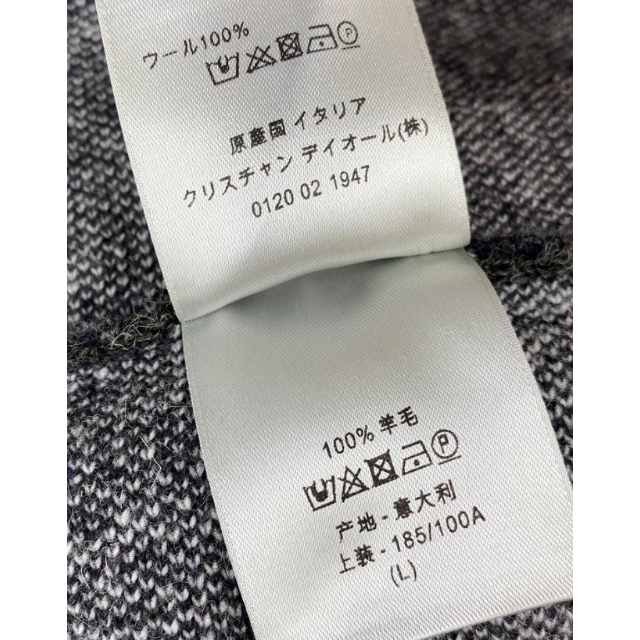 ウール100%
原産国 イタリア
クリスチャン ディオール(株)
0120 02 1947
100% 羊毛
P
产地 - 意大利
上装 - 185/100A
(L)